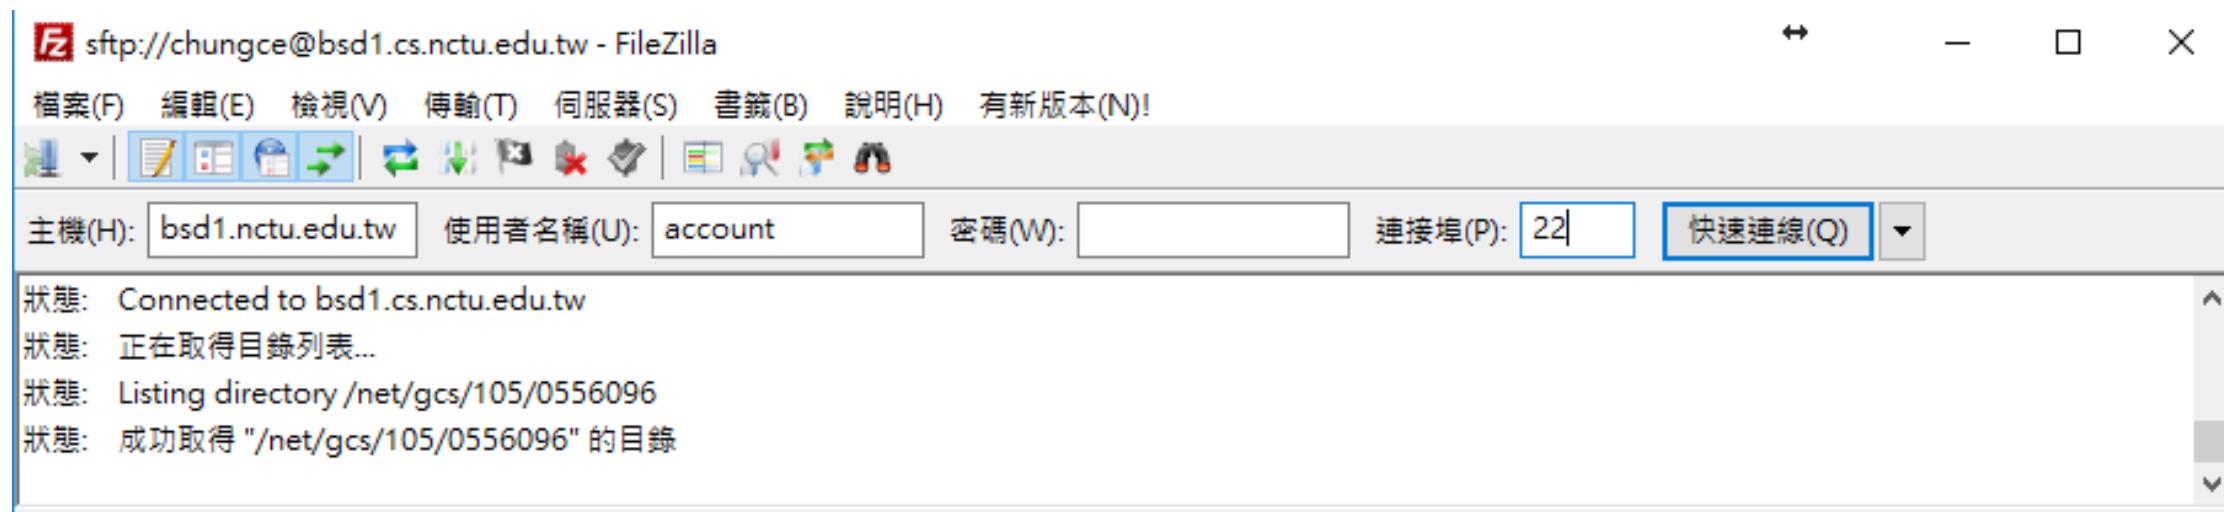 sftp://chungce@bsd1.cs.nctu.edu.tw - FileZilla
檔案(F) 編輯(E) 檢視(V) 傳輸(T) 伺服器(S) 書籤(B) 說明(H) 有新版本(N)!
主機(H): bsd1.nctu.edu.tw 使用者名稱(U): account 密碼(W): 連接埠(P): 22 快速連線(Q)
狀態: Connected to bsd1.cs.nctu.edu.tw
狀態: 正在取得目錄列表...
狀態: Listing directory /net/gcs/105/0556096
狀態: 成功取得 "/net/gcs/105/0556096" 的目錄